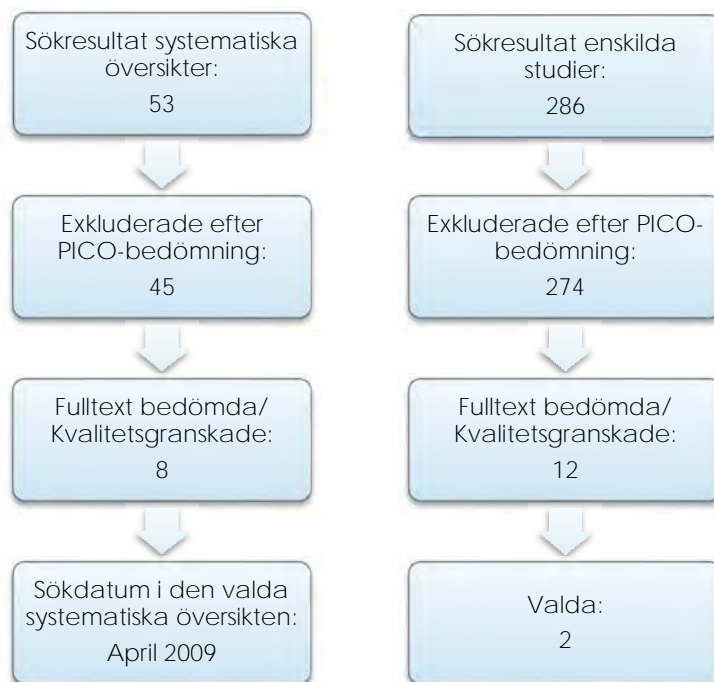 Sökresultat systematiska
översikter:
53
Exkluderade efter
PICO-bedömning:
45
Fulltext bedömda/
Kvalitetsgranskade:
8
Sökdatum i den valda
systematiska översikten:
April 2009
Sökresultat enskilda
studier:
286
Exkluderade efter PICO-
bedömning:
274
Fulltext bedömda/
Kvalitetsgranskade:
12
Valda:
2